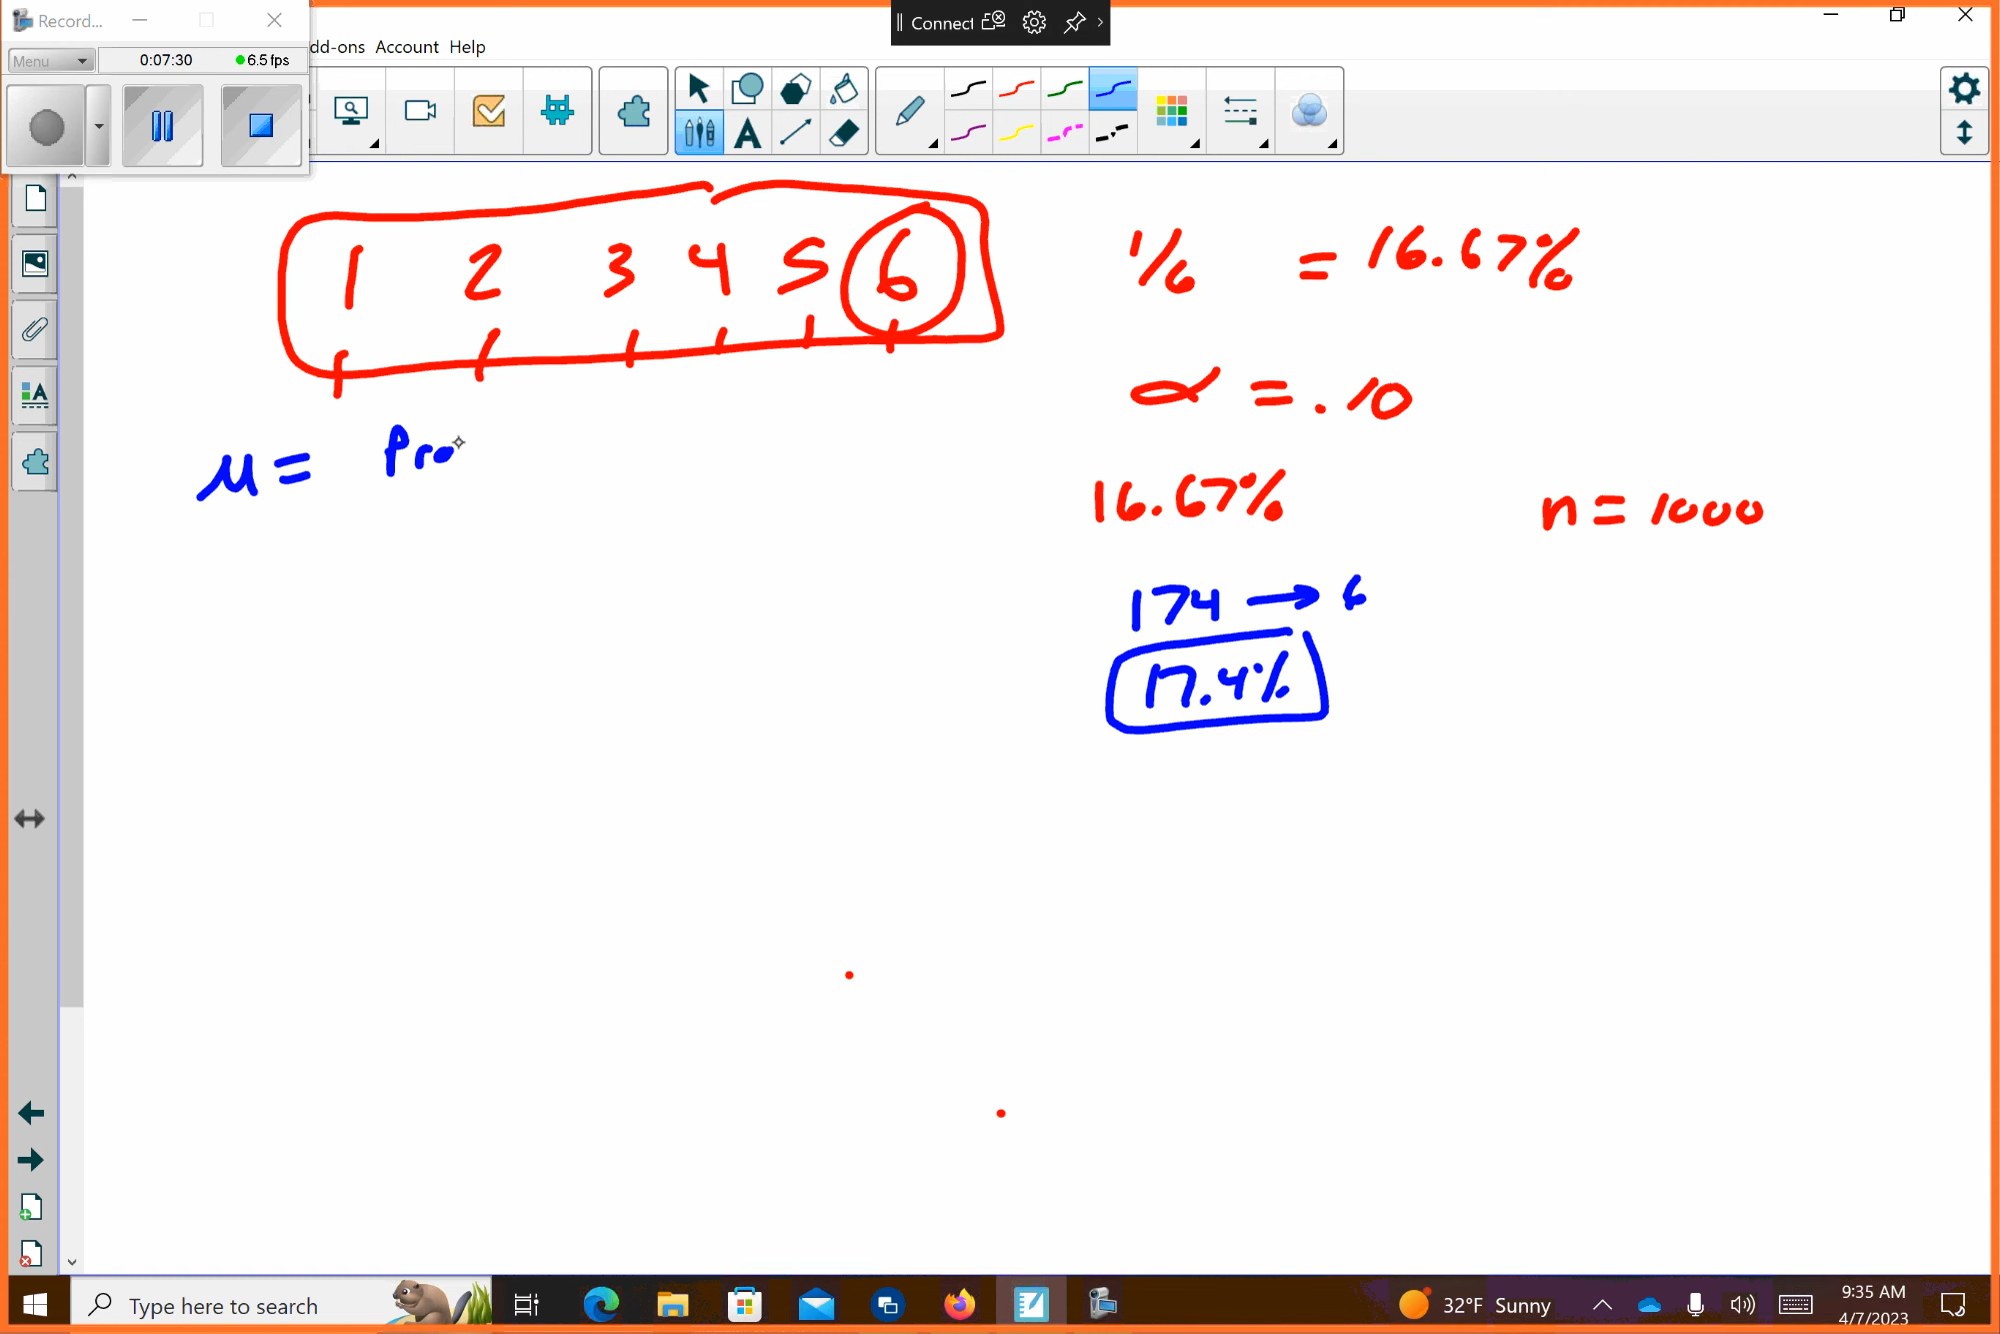 Record...
Connect
Menu
0:07:30
6.5 fps
dd-ons Account Help
A
A
1 2 3 4 5 6
1/6 = 16.67%
α = .10
μ = Pro
16.67%
n = 1000
174 → 6
17.4%
Type here to search
32°F Sunny
9:35 AM
4/7/2023